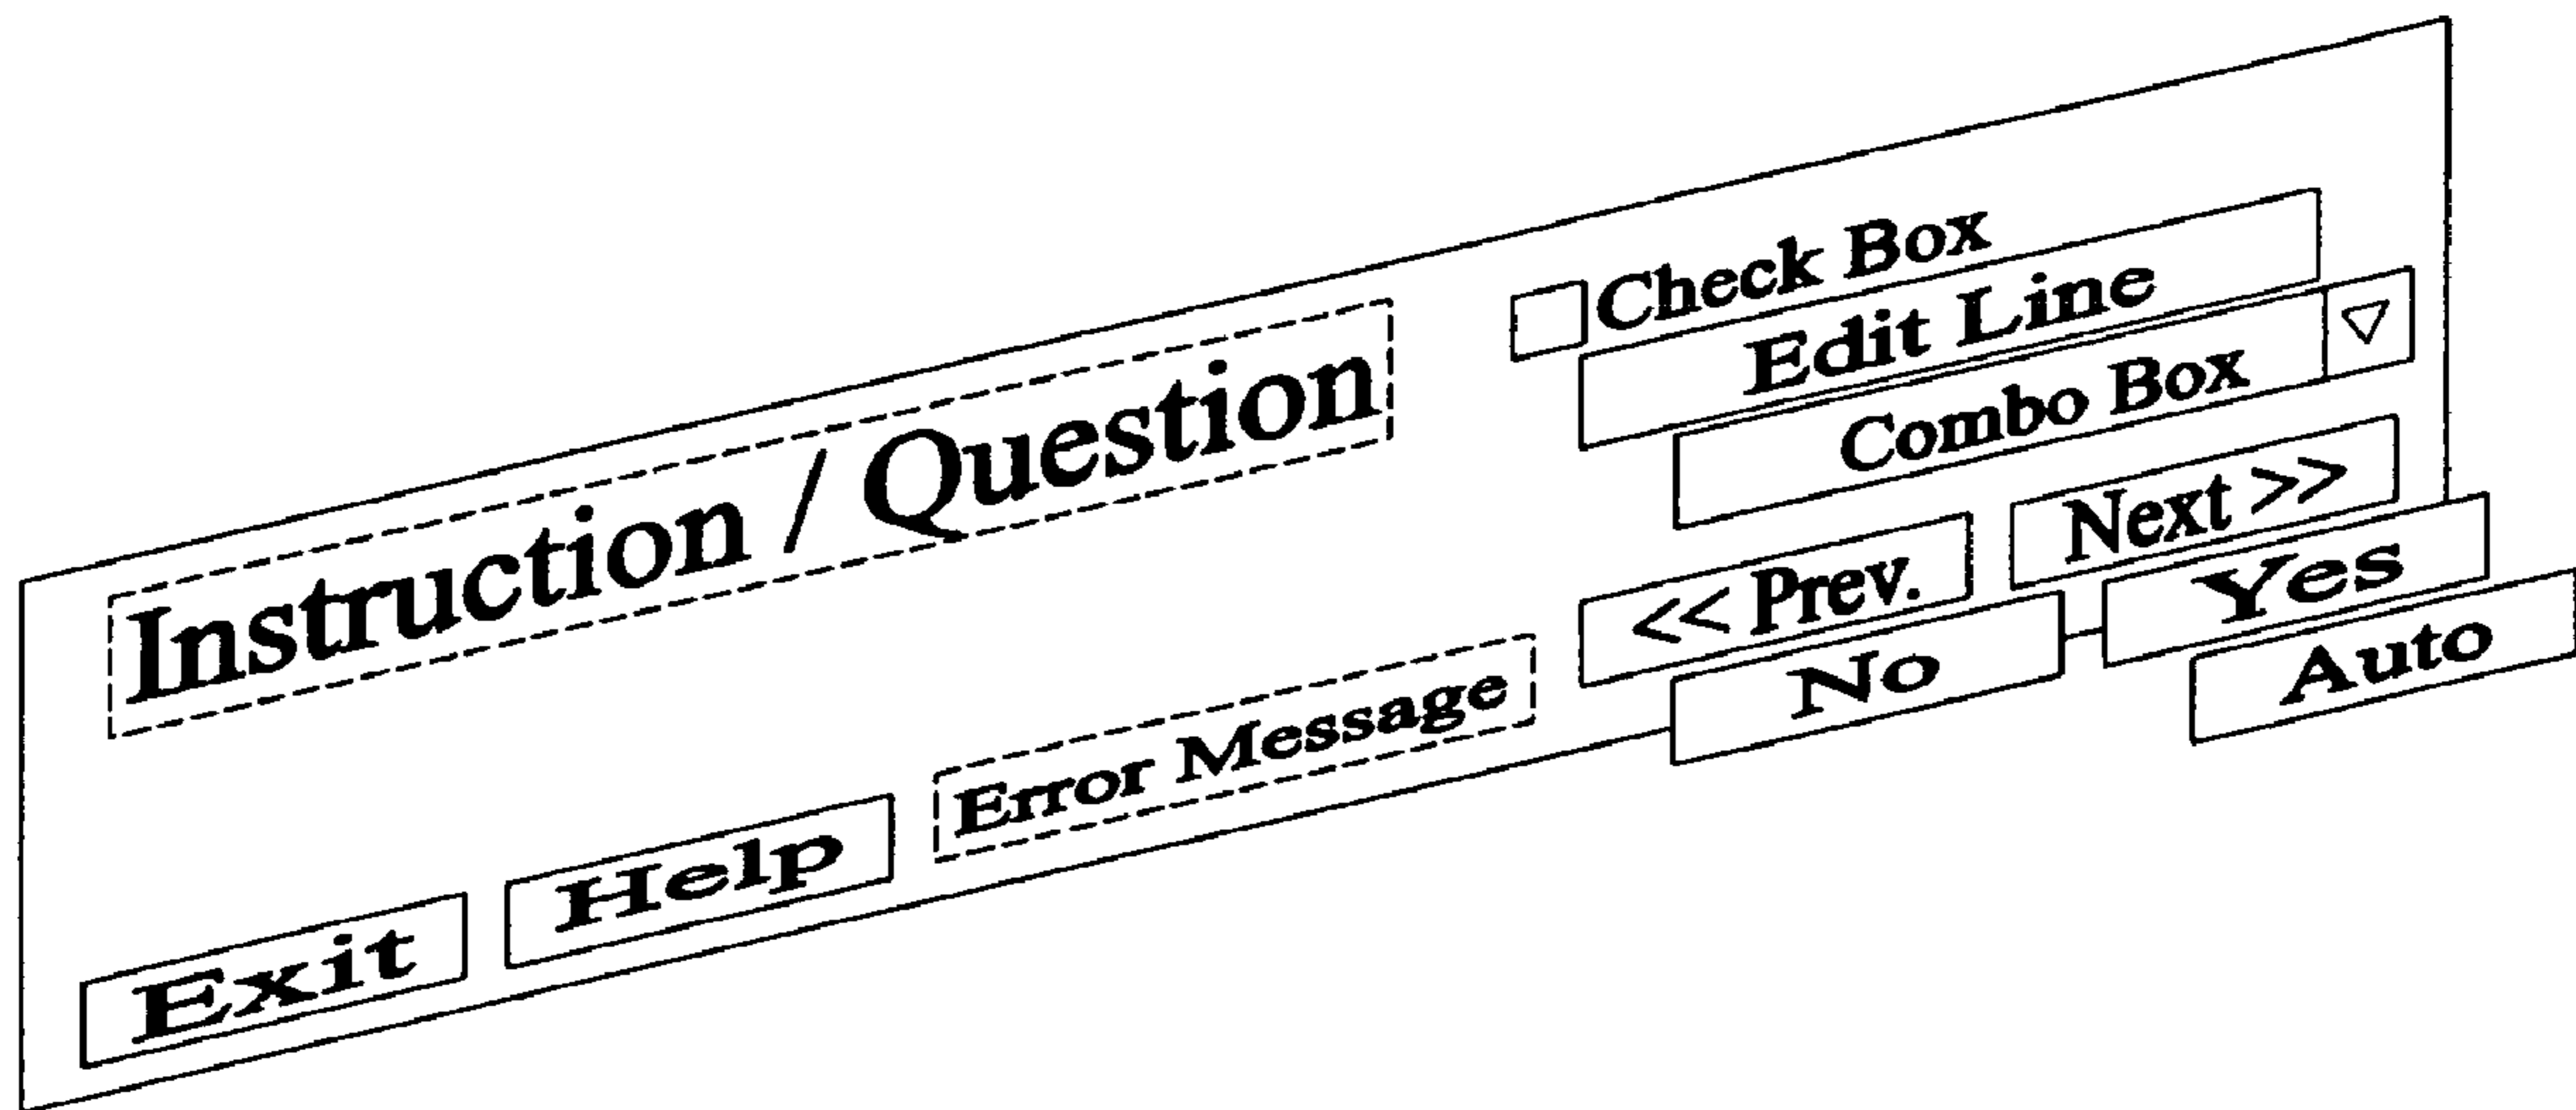 Instruction / Question
Check Box
Edit Line
Combo Box
Exit
Help
Error Message
<< Prev.
Next >>
No
Yes
Auto